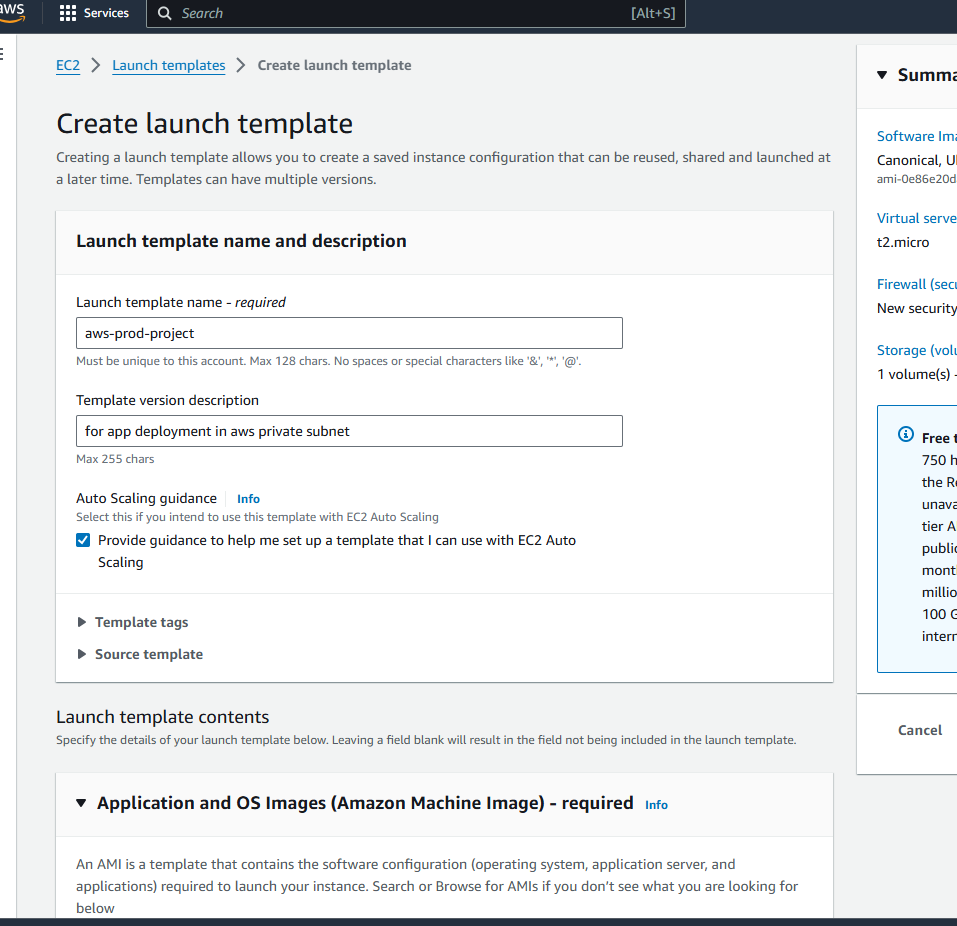 aws
Services
Search
[Alt+S]
EC2 > Launch templates > Create launch template
Create launch template
Creating a launch template allows you to create a saved instance configuration that can be reused, shared and launched at
a later time. Templates can have multiple versions.
Launch template name and description
Launch template name - required
aws-prod-project
Must be unique to this account. Max 128 chars. No spaces or special characters like '&', '*', '@'.
Template version description
for app deployment in aws private subnet
Max 255 chars
Auto Scaling guidance Info
Select this if you intend to use this template with EC2 Auto Scaling
Provide guidance to help me set up a template that I can use with EC2 Auto
Scaling
Template tags
Source template
Launch template contents
Specify the details of your launch template below. Leaving a field blank will result in the field not being included in the launch template.
Application and OS Images (Amazon Machine Image) - required Info
An AMI is a template that contains the software configuration (operating system, application server, and
applications) required to launch your instance. Search or Browse for AMIs if you don't see what you are looking for
below
Summa
Software Ima
Canonical, U
ami-0e86e20d
Virtual serve
t2.micro
Firewall (secu
New security
Storage (volu
1 volume(s) -
Free t
750 h
the Re
unava
tier A
public
mont
millio
100 G
intern
Cancel